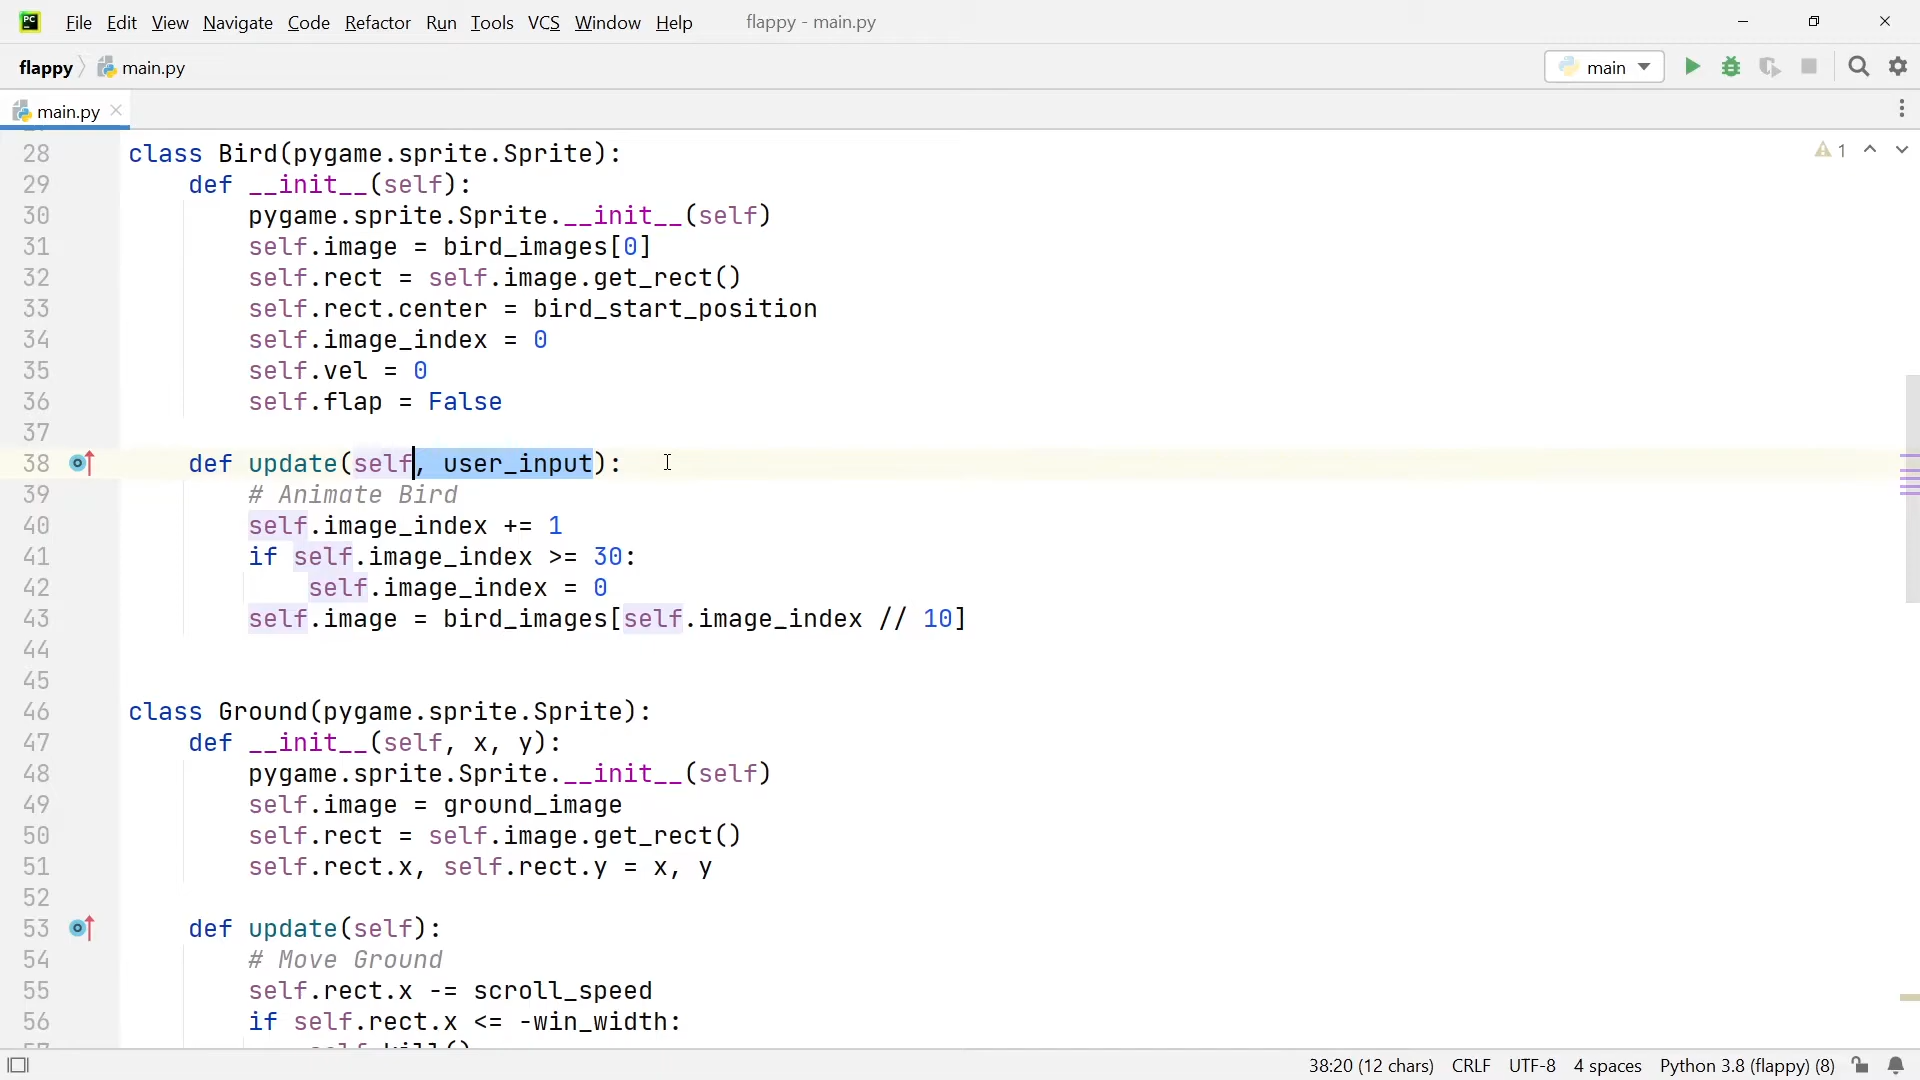 PC File Edit View Navigate Code Refactor Run Tools VCS Window Help flappy - main.py
flappy main.py main
main.py
28 class Bird(pygame.sprite.Sprite): 1
29 def __init__(self):
30 pygame.sprite.Sprite.__init__(self)
31 self.image = bird_images[0]
32 self.rect = self.image.get_rect()
33 self.rect.center = bird_start_position
34 self.image_index = 0
35 self.vel = 0
36 self.flap = False
37
38 def update(self, user_input):
39 # Animate Bird
40 self.image_index += 1
41 if self.image_index >= 30:
42 self.image_index = 0
43 self.image = bird_images[self.image_index // 10]
44
45
46 class Ground(pygame.sprite.Sprite):
47 def __init__(self, x, y):
48 pygame.sprite.Sprite.__init__(self)
49 self.image = ground_image
50 self.rect = self.image.get_rect()
51 self.rect.x, self.rect.y = x, y
52
53 def update(self):
54 # Move Ground
55 self.rect.x -= scroll_speed
56 if self.rect.x <= -win_width:
38:20 (12 chars) CRLF UTF-8 4 spaces Python 3.8 (flappy) (8)